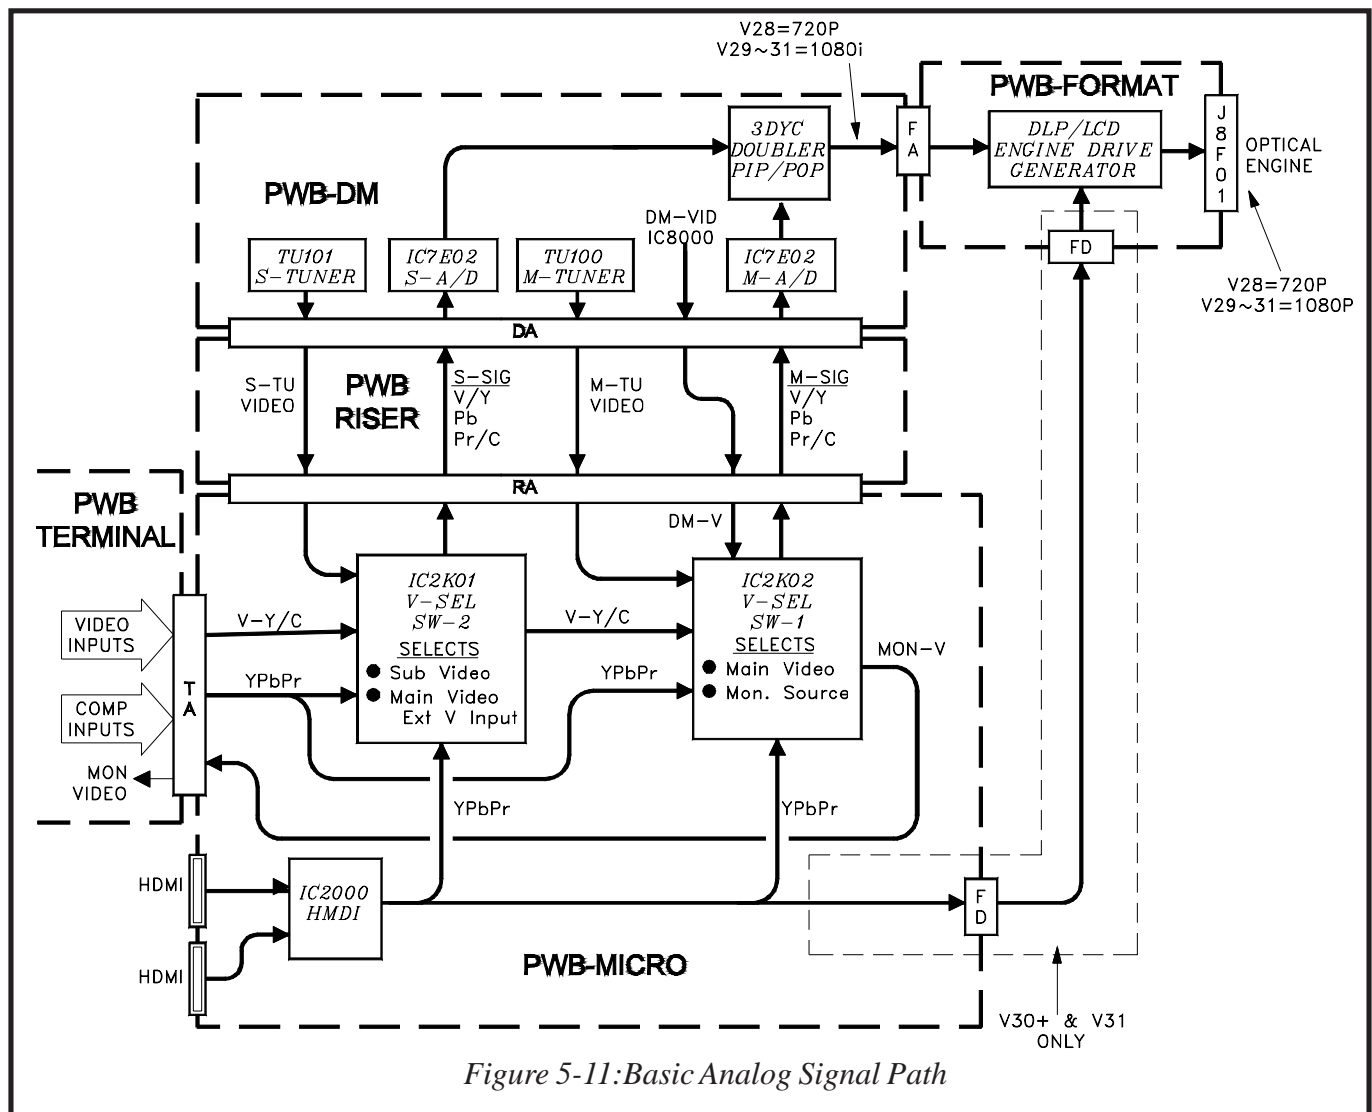 V28=720P
V29~31=1080i
PWB-FORMAT
3DYC
DOUBLER
PIP/POP
F
A
DLP/LCD
ENGINE DRIVE
GENERATOR
J
8
F
0
1
OPTICAL
ENGINE
PWB-DM
DM-VID
IC8000
FD
TU101
S-TUNER
IC7E02
S-A/D
TU100
M-TUNER
IC7E02
M-A/D
V28=720P
V29~31=1080P
DA
S-TU
VIDEO
PWB
RISER
S-SIG
V/Y
Pb
Pr/C
M-TU
VIDEO
M-SIG
V/Y
Pb
Pr/C
RA
PWB
TERMINAL
DM-V
VIDEO
INPUTS
V-Y/C
IC2K01
V-SEL
SW-2
SELECTS
● Sub Video
● Main Video
Ext V Input
V-Y/C
IC2K02
V-SEL
SW-1
SELECTS
● Main Video
● Mon. Source
MON-V
YPbPr
YPbPr
T
A
COMP
INPUTS
MON
VIDEO
YPbPr
YPbPr
HDMI
IC2000
HMDI
F
D
HDMI
PWB-MICRO
V30+ & V31
ONLY
Figure 5-11:Basic Analog Signal Path